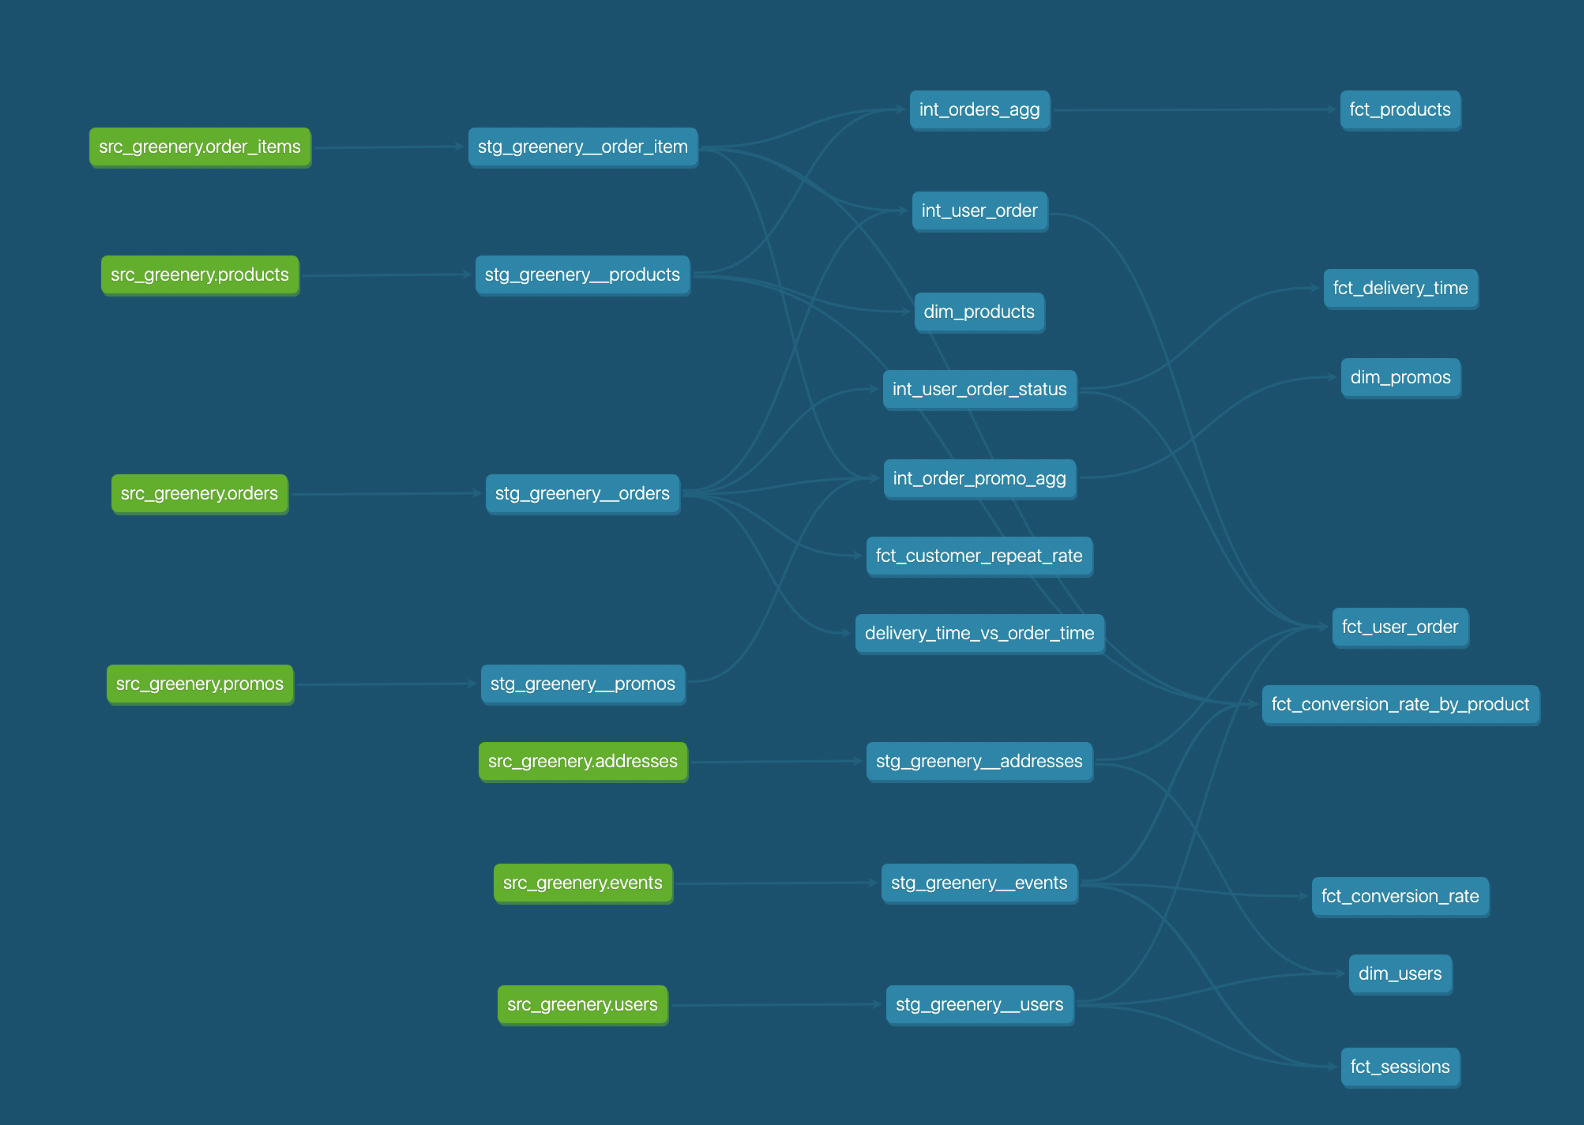 int_orders_agg
fct_products
src_greenery.order_items
stg_greenery__order_item
int_user_order
src_greenery.products
stg_greenery__products
fct_delivery_time
dim_products
dim_promos
int_user_order_status
int_order_promo_agg
src_greenery.orders
stg_greenery__orders
fct_customer_repeat_rate
fct_user_order
delivery_time_vs_order_time
src_greenery.promos
stg_greenery__promos
fct_conversion_rate_by_product
src_greenery.addresses
stg_greenery__addresses
src_greenery.events
stg_greenery__events
fct_conversion_rate
dim_users
src_greenery.users
stg_greenery__users
fct_sessions